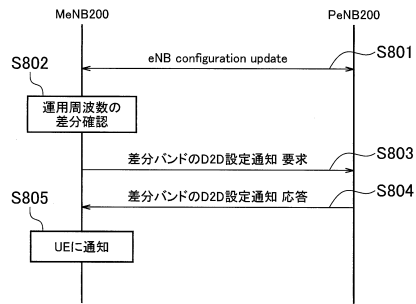 MeNB200
PeNB200
eNB configuration update
S801
S802
運用周波数の
差分確認
差分バンドのD2D設定通知 要求
S803
差分バンドのD2D設定通知 応答
S804
S805
UEに通知